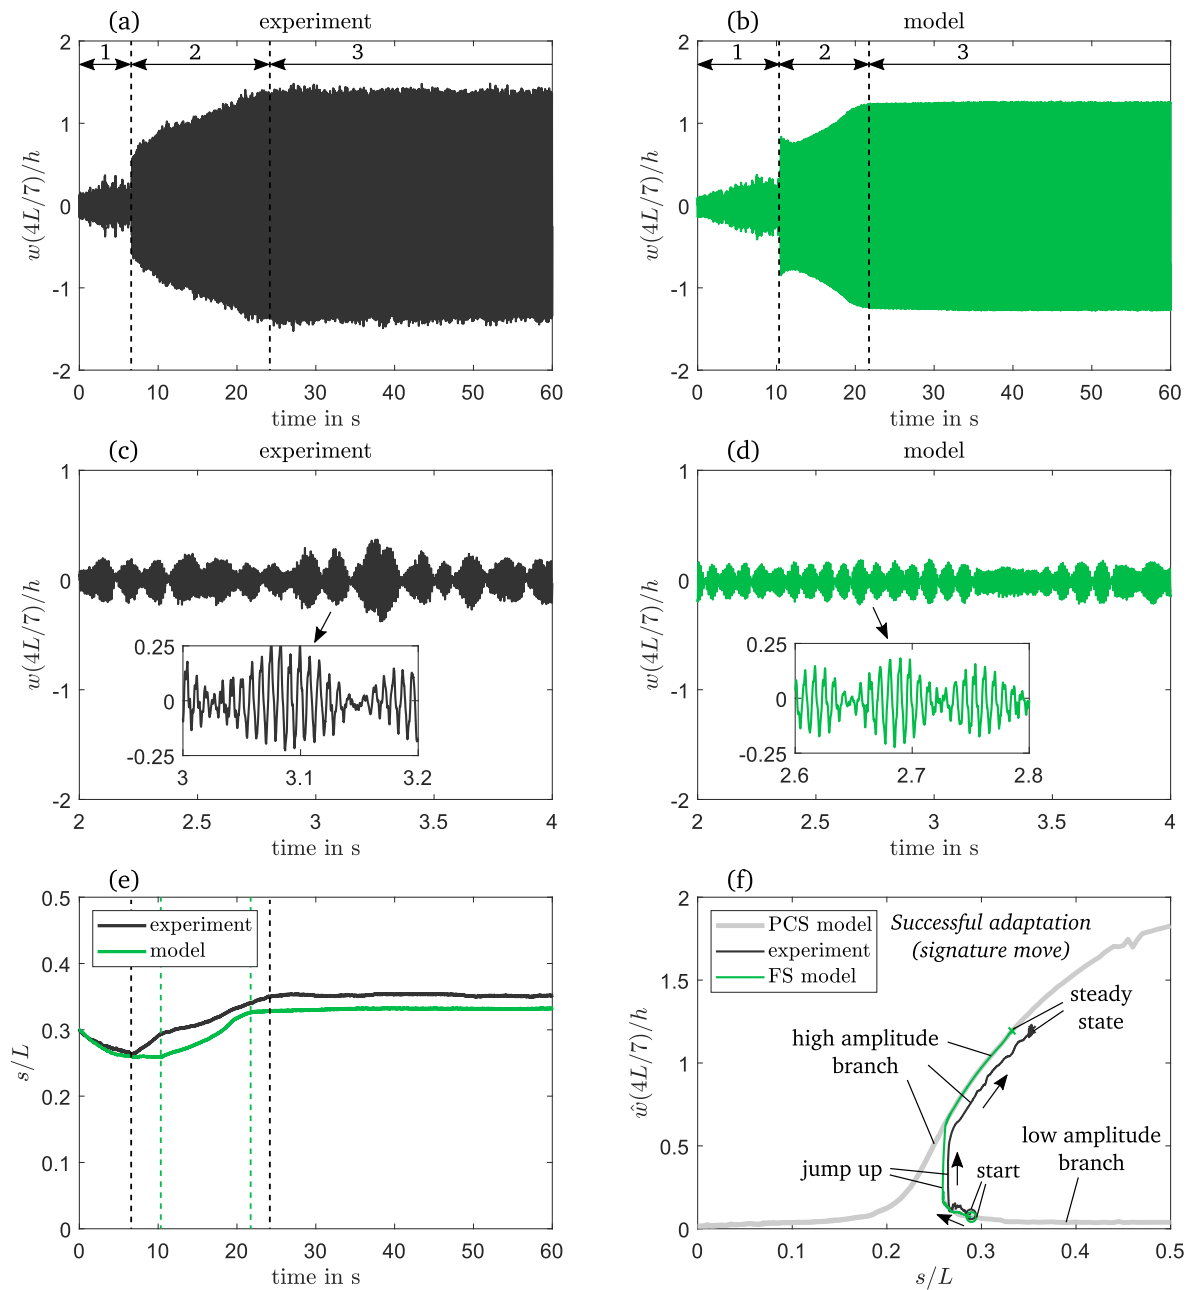 (a)
experiment
2
1
0
-1
-2
w(4L/7)/h
1
2
3
0
10
20
30
40
50
60
time in s
(b)
model
2
1
0
-1
-2
w(4L/7)/h
1
2
3
0
10
20
30
40
50
60
time in s
(c)
experiment
1
0
-1
-2
w(4L/7)/h
0.25
0
-0.25
3
3.1
3.2
2
2.5
3
3.5
4
time in s
(d)
model
1
0
-1
-2
w(4L/7)/h
0.25
0
-0.25
2.6
2.7
2.8
2
2.5
3
3.5
4
time in s
(e)
0.5
0.4
0.3
0.2
0.1
0
s/L
experiment
model
0
10
20
30
40
50
60
time in s
(f)
2
1.5
1
0.5
0
ŵ(4L/7)/h
PCS model
experiment
FS model
Successful adaptation
(signature move)
steady
state
high amplitude
branch
low amplitude
branch
jump up
start
0
0.1
0.2
0.3
0.4
0.5
s/L